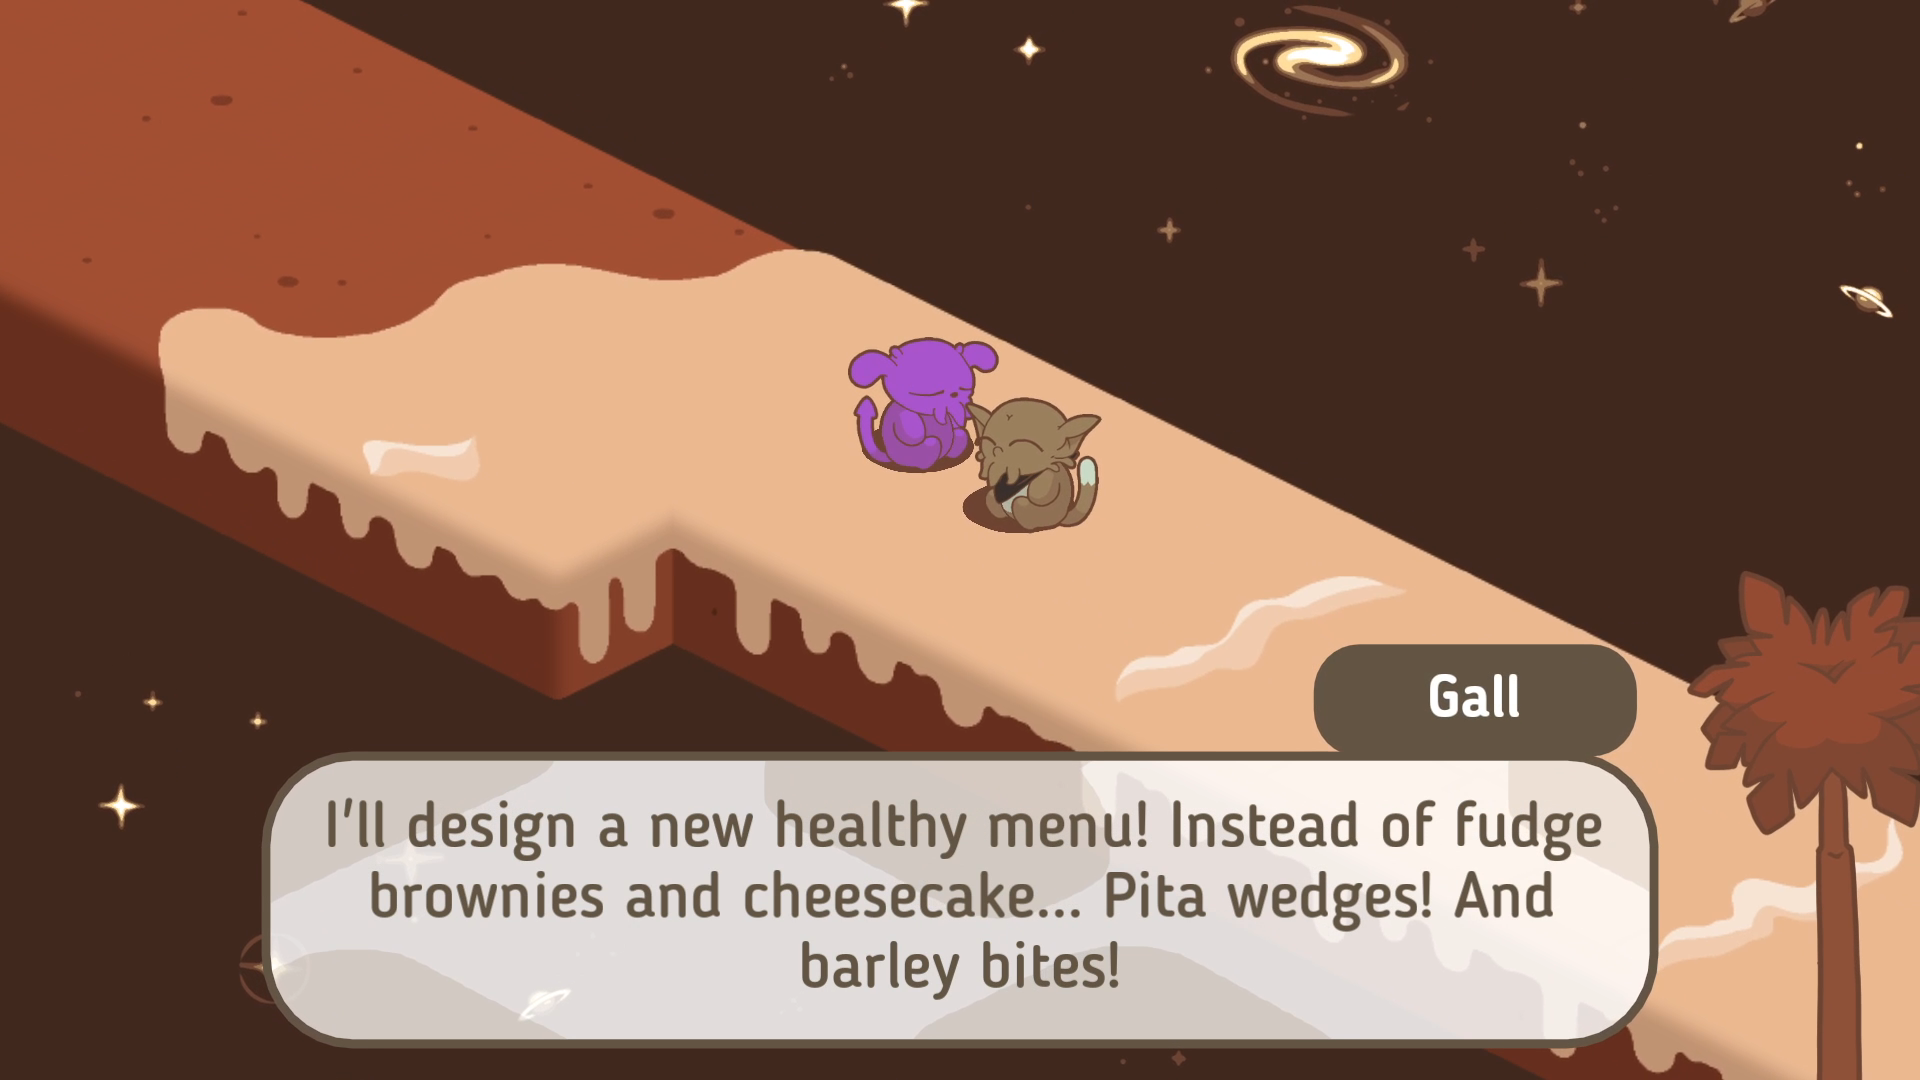 Gall
I'll design a new healthy menu! Instead of fudge
brownies and cheesecake... Pita wedges! And
barley bites!